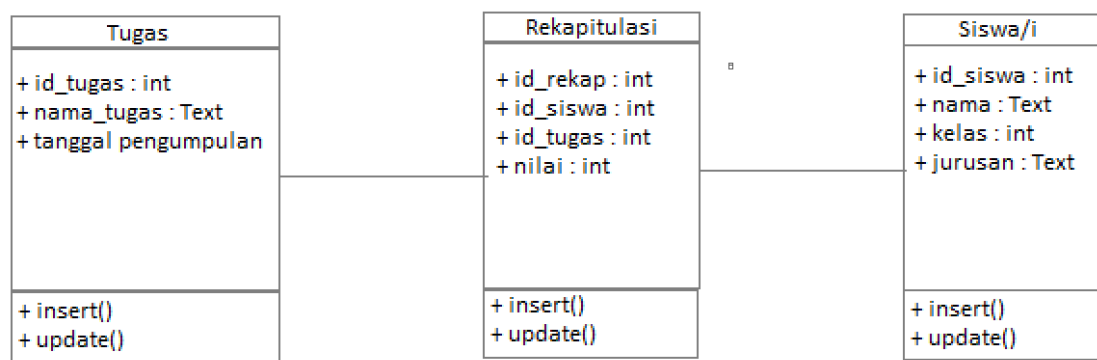 Tugas
+ id_tugas : int
+ nama_tugas : Text
+ tanggal pengumpulan
+ insert()
+ update()
Rekapitulasi
+ id_rekap : int
+ id_siswa : int
+ id_tugas : int
+ nilai : int
+ insert()
+ update()
Siswa/i
+ id_siswa : int
+ nama : Text
+ kelas : int
+ jurusan : Text
+ insert()
+ update()